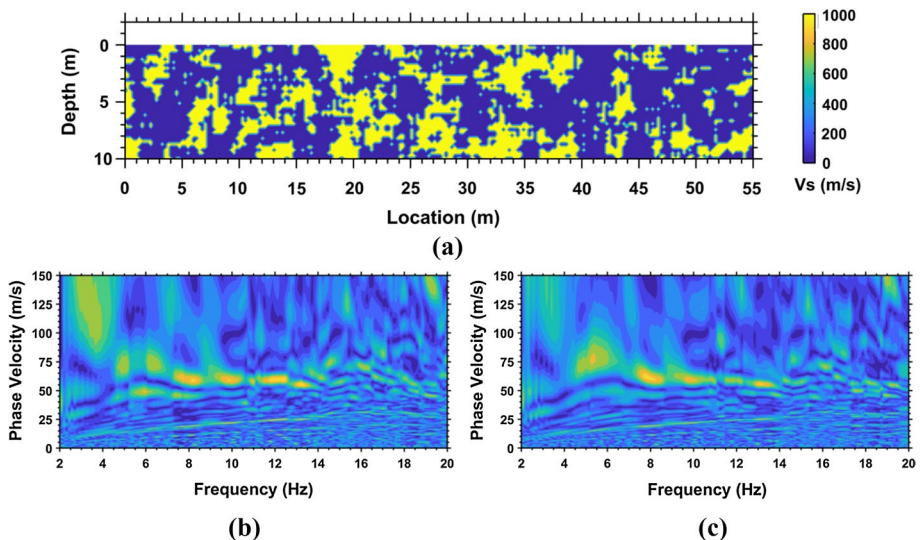 1000
800
600
400
200
0
Vs (m/s)
Depth (m)
0
5
10
0 5 10 15 20 25 30 35 40 45 50 55
Location (m)
(a)
Phase Velocity (m/s)
150
125
100
75
50
25
0
2 4 6 8 10 12 14 16 18 20
Frequency (Hz)
(b)
Phase Velocity (m/s)
150
125
100
75
50
25
0
2 4 6 8 10 12 14 16 18 20
Frequency (Hz)
(c)